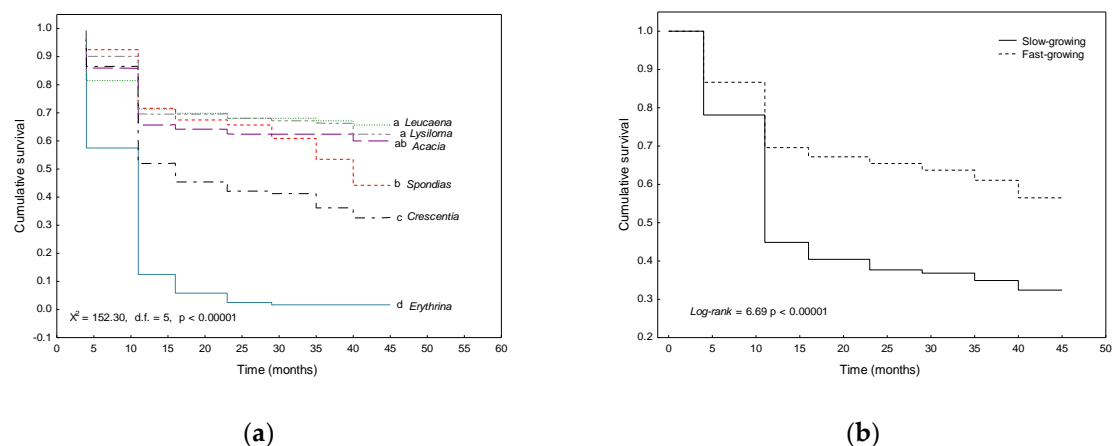 1.0
0.9
0.8
0.7
0.6
0.5
0.4
0.3
0.2
0.1
0.0
-0.1
Cumulative survival
a Leucaena
a Lysiloma
ab Acacia
b Spondias
c Crescentia
d Erythrina
X² = 152.30, d.f. = 5, p < 0.00001
0 5 10 15 20 25 30 35 40 45 50 55 60
Time (months)
(a)
1.0
0.9
0.8
0.7
0.6
0.5
0.4
0.3
0.2
Cumulative survival
Slow-growing
Fast-growing
Log-rank = 6.69 p < 0.00001
0 5 10 15 20 25 30 35 40 45 50
Time (months)
(b)